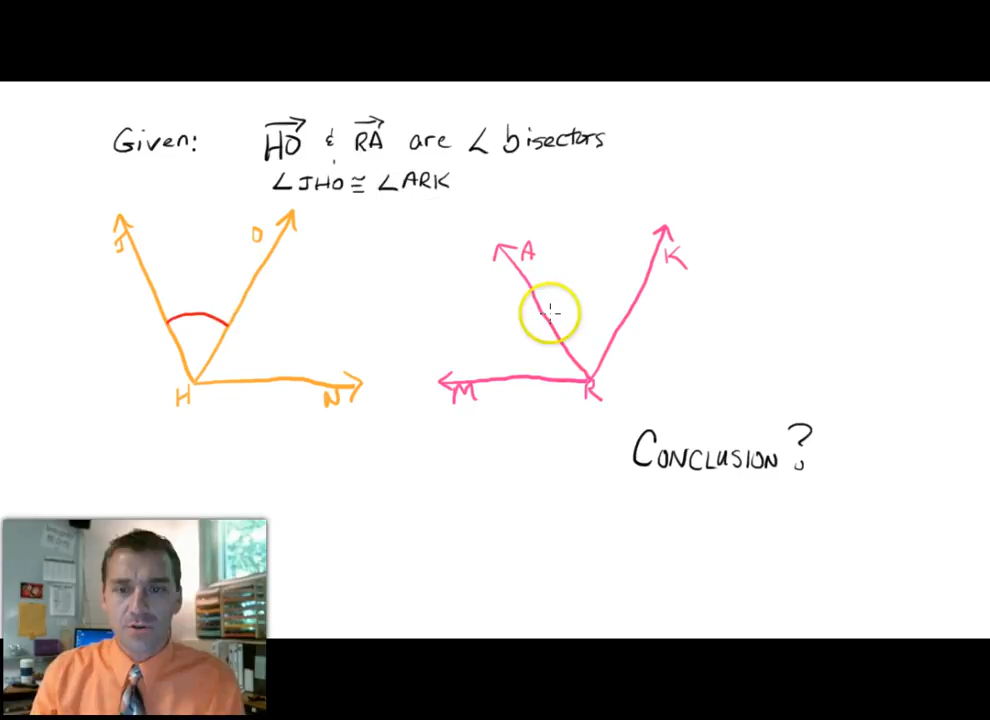 Given: HO & RA are ∠ bisectors
∠JHO ≅ ∠ARK
J
O
A
K
H
N
M
R
CONCLUSION?